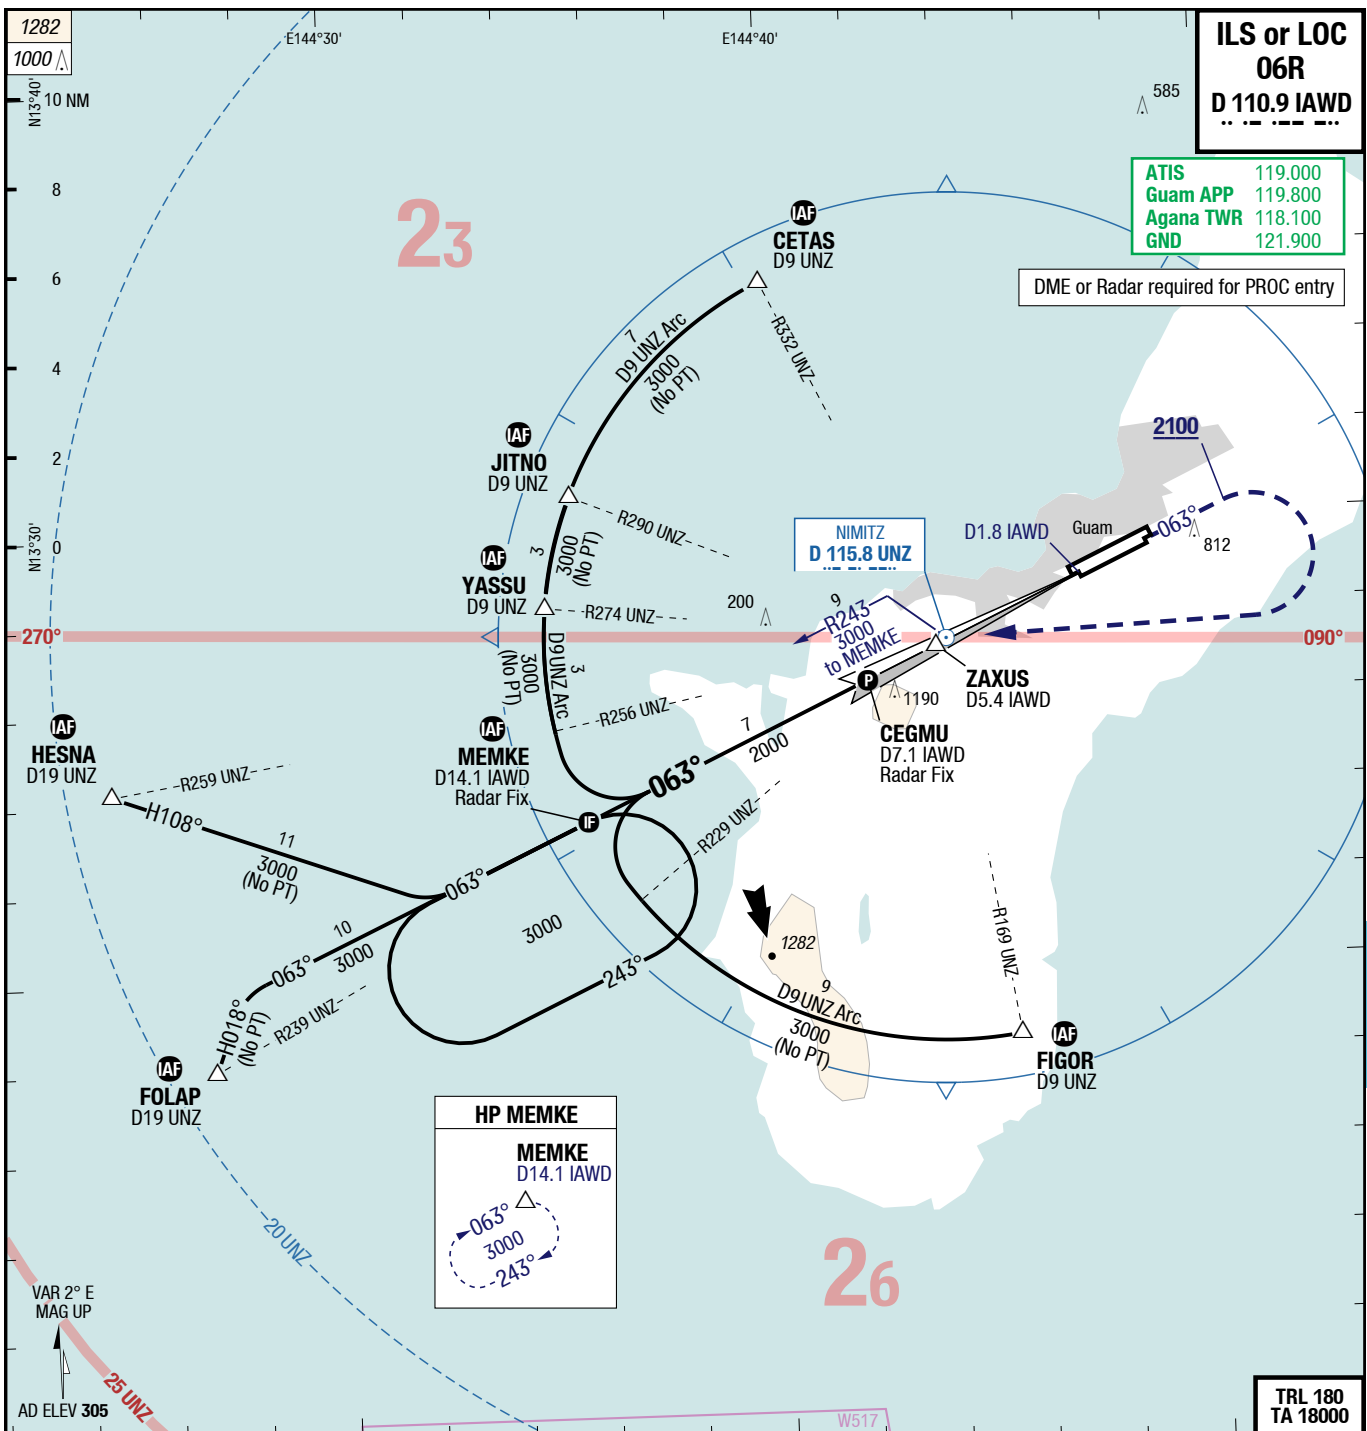 1282
1000
E144°30'
E144°40'
ILS or LOC
06R
D 110.9 IAWD
N13°40'
10 NM
8
6
4
2
0
N13°30'
585
ATIS 119.000
Guam APP 119.800
Agana TWR 118.100
GND 121.900
DME or Radar required for PROC entry
23
IAF
CETAS
D9 UNZ
7
D9 UNZ Arc
3000
(No PT)
R332 UNZ
IAF
JITNO
D9 UNZ
R290 UNZ
3
3000
(No PT)
IAF
YASSU
D9 UNZ
R274 UNZ
2100
NIMITZ
D 115.8 UNZ
D1.8 IAWD
Guam
063°
812
200
9
R243
3000
to MEMKE
270°
090°
3000
(No PT)
D9 UNZ Arc
3
R256 UNZ
P
ZAXUS
D5.4 IAWD
1190
CEGMU
D7.1 IAWD
Radar Fix
IAF
HESNA
D19 UNZ
R259 UNZ
IAF
MEMKE
D14.1 IAWD
Radar Fix
063°
7
2000
IF
H108°
11
3000
(No PT)
063°
R229 UNZ
10
3000
063°
3000
243°
1282
R169 UNZ
9
D9 UNZ Arc
3000
(No PT)
H018°
(No PT)
R239 UNZ
IAF
FOLAP
D19 UNZ
IAF
FIGOR
D9 UNZ
HP MEMKE
MEMKE
D14.1 IAWD
063°
3000
243°
20 UNZ
26
VAR 2° E
MAG UP
AD ELEV 305
25 UNZ
W517
TRL 180
TA 18000